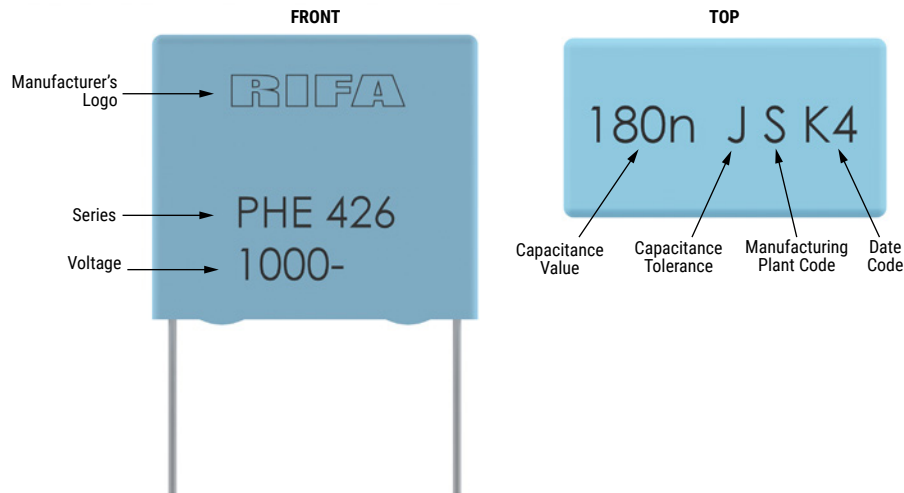 FRONT
Manufacturer's
Logo
RIFA
Series
PHE 426
Voltage
1000-
TOP
180n J S K4
Capacitance
Value
Capacitance
Tolerance
Manufacturing
Plant Code
Date
Code